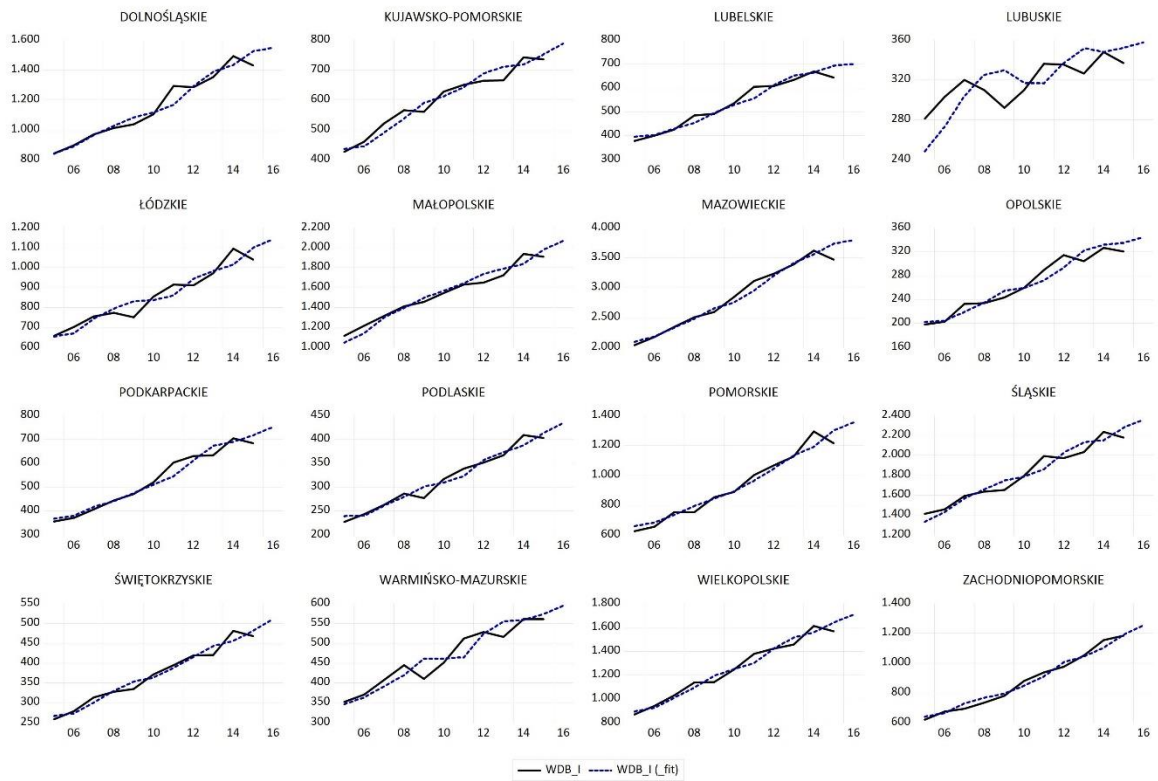 DOLNOŚLĄSKIE
1.600
1.400
1.200
1.000
800
06 08 10 12 14 16
KUJAWSKO-POMORSKIE
800
700
600
500
400
06 08 10 12 14 16
LUBELSKIE
800
700
600
500
400
300
06 08 10 12 14 16
LUBUSKIE
360
320
280
240
06 08 10 12 14 16
ŁÓDZKIE
1.200
1.100
1.000
900
800
700
600
06 08 10 12 14 16
MAŁOPOLSKIE
2.200
2.000
1.800
1.600
1.400
1.200
1.000
06 08 10 12 14 16
MAZOWIECKIE
4.000
3.500
3.000
2.500
2.000
06 08 10 12 14 16
OPOLSKIE
360
320
280
240
200
160
06 08 10 12 14 16
PODKARPACKIE
800
700
600
500
400
300
06 08 10 12 14 16
PODLASKIE
450
400
350
300
250
200
06 08 10 12 14 16
POMORSKIE
1.400
1.200
1.000
800
600
06 08 10 12 14 16
ŚLĄSKIE
2.400
2.200
2.000
1.800
1.600
1.400
1.200
06 08 10 12 14 16
ŚWIĘTOKRZYSKIE
550
500
450
400
350
300
250
06 08 10 12 14 16
WARMIŃSKO-MAZURSKIE
600
550
500
450
400
350
300
06 08 10 12 14 16
WIELKOPOLSKIE
1.800
1.600
1.400
1.200
1.000
800
06 08 10 12 14 16
ZACHODNIOPOMORSKIE
1.400
1.200
1.000
800
600
06 08 10 12 14 16
WDB_I WDB_I (_fit)